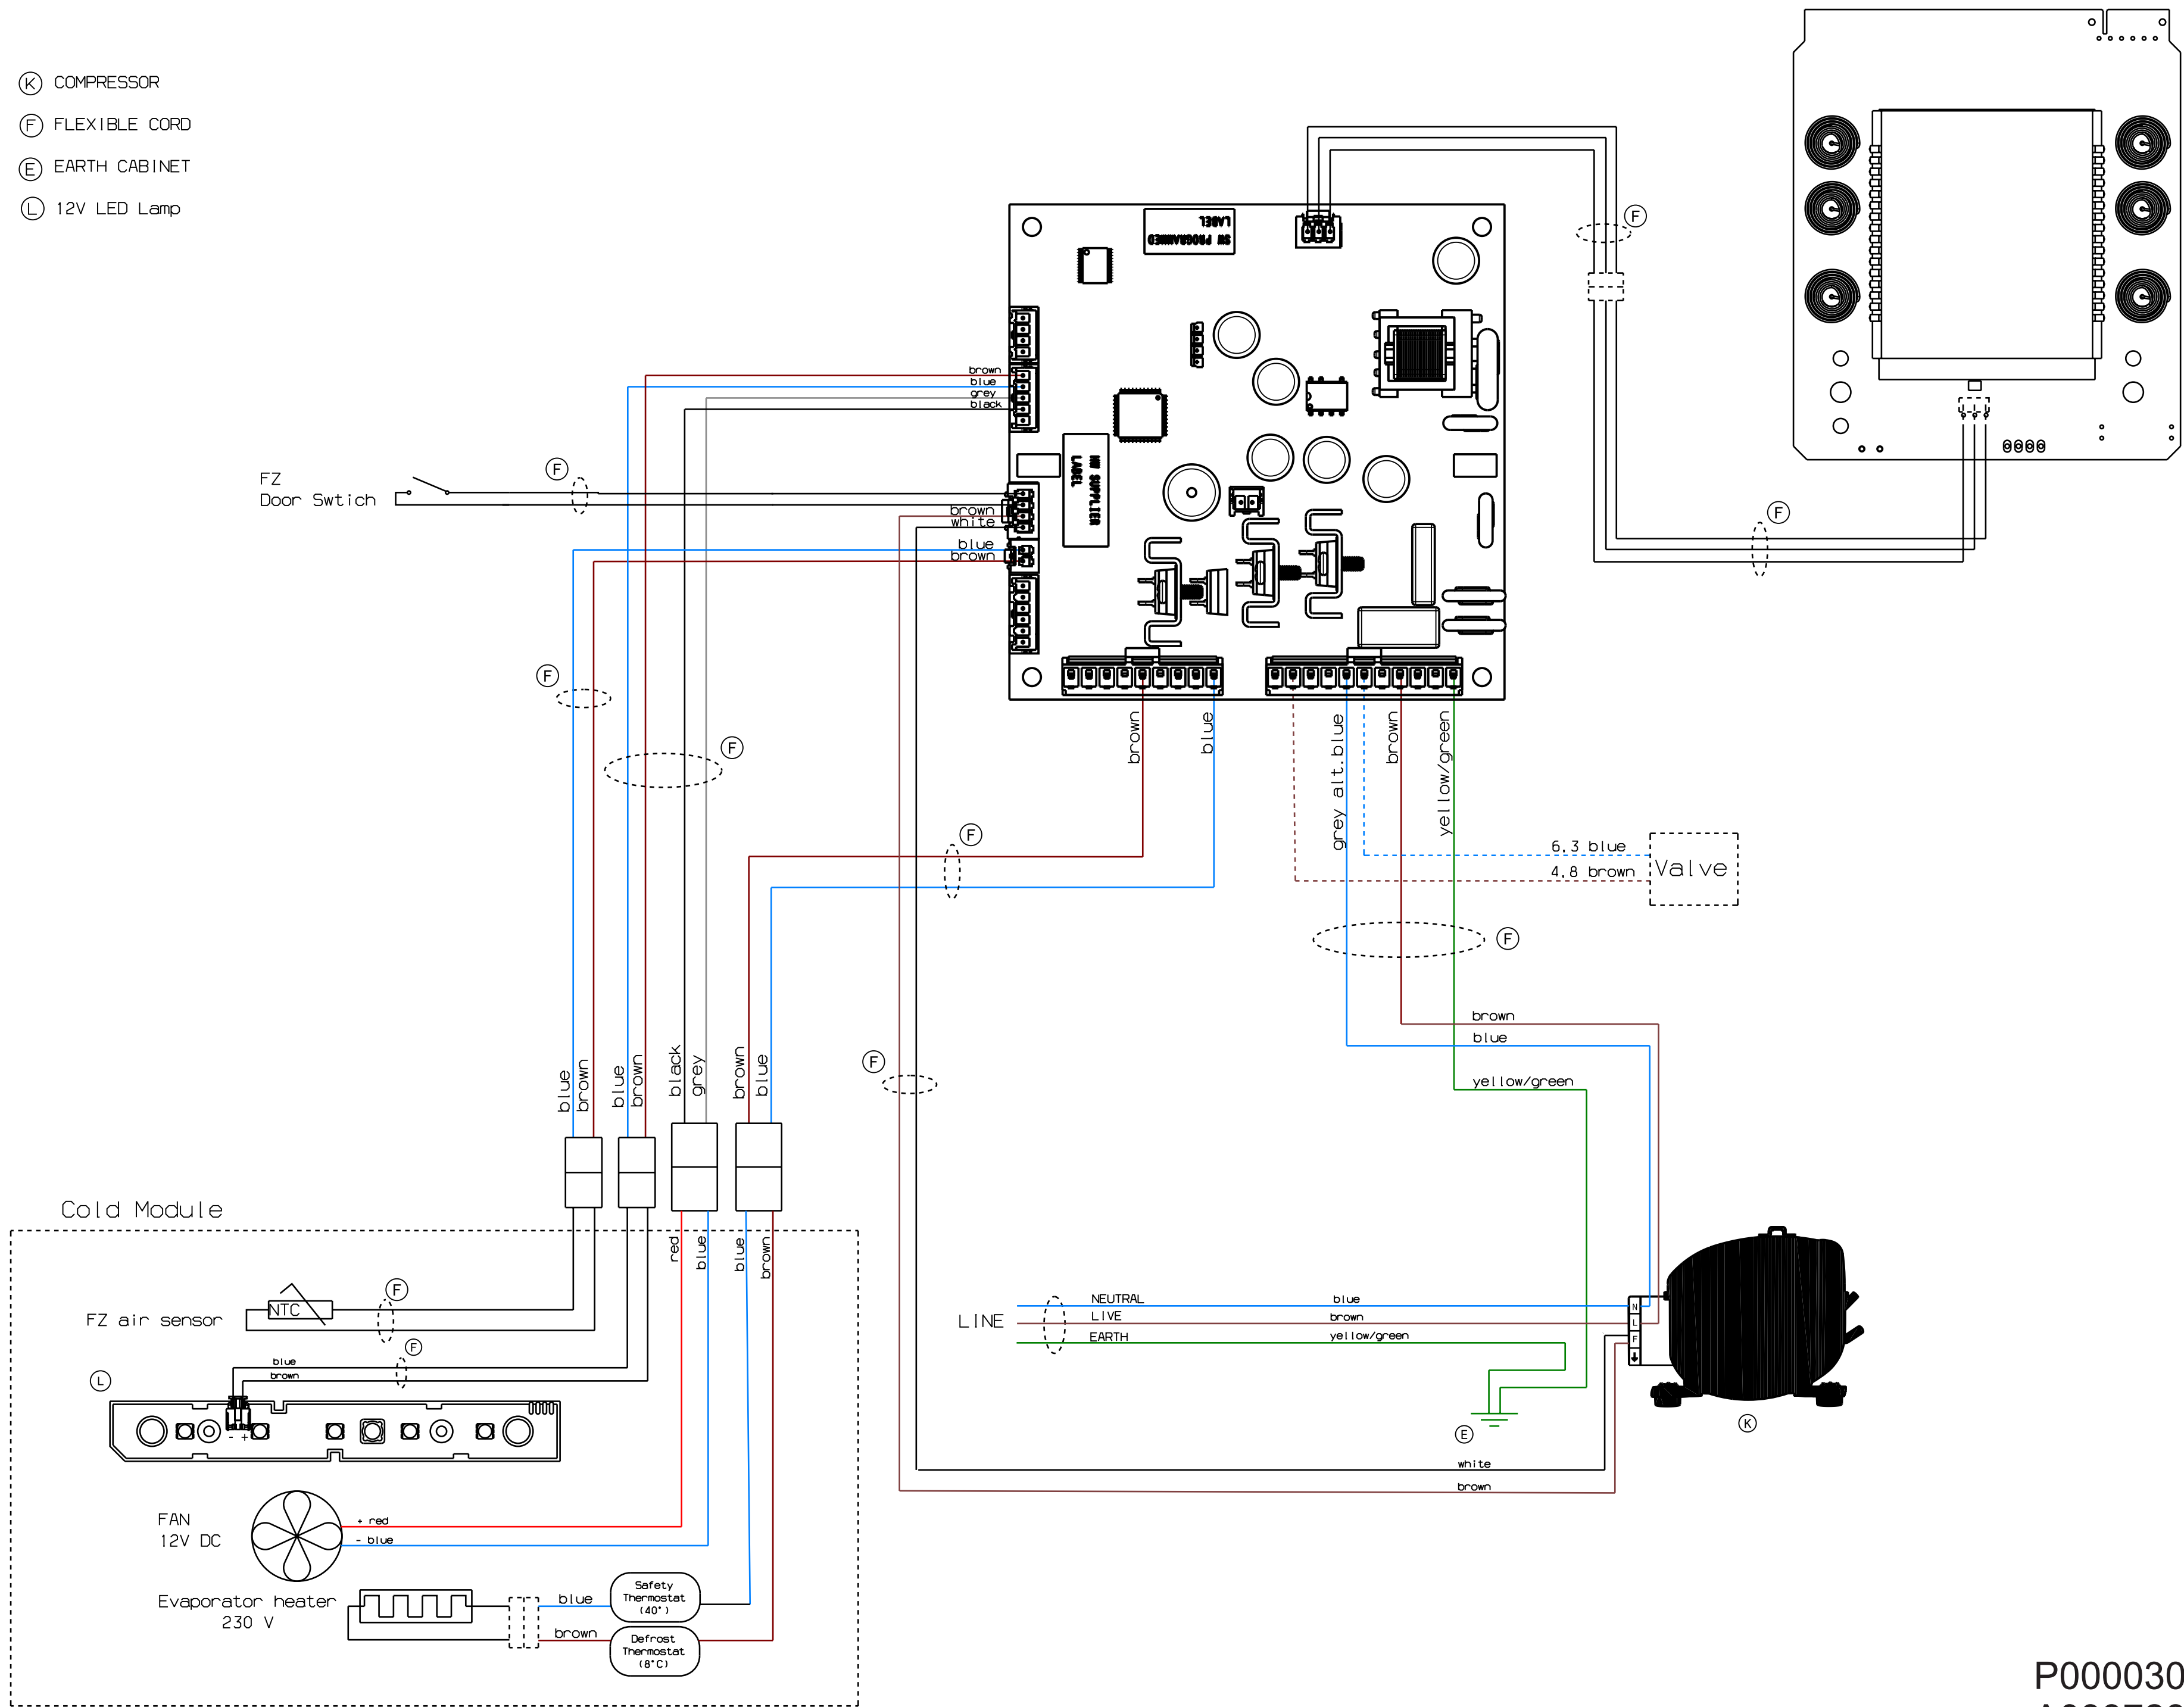 K COMPRESSOR
F FLEXIBLE CORD
E EARTH CABINET
L 12V LED Lamp
SW PROGRAMMED
LABEL
F
brown
blue
grey
black
FZ
Door Swtich
F
HW SUPPLIER
LABEL
brown
white
blue
brown
F
F
F
brown
blue
grey alt.blue
brown
yellow/green
F
6.3 blue
4.8 brown
Valve
F
F
brown
blue
yellow/green
blue
brown
blue
brown
black
grey
brown
blue
Cold Module
red
blue
blue
brown
FZ air sensor
NTC
F
F
L
blue
brown
- +
FAN
12V DC
+ red
- blue
Evaporator heater
230 V
blue
brown
Safety
Thermostat
(40°)
Defrost
Thermostat
(8°C)
LINE
NEUTRAL blue
LIVE brown
EARTH yellow/green
N
L
F
E
K
white
brown
P000030